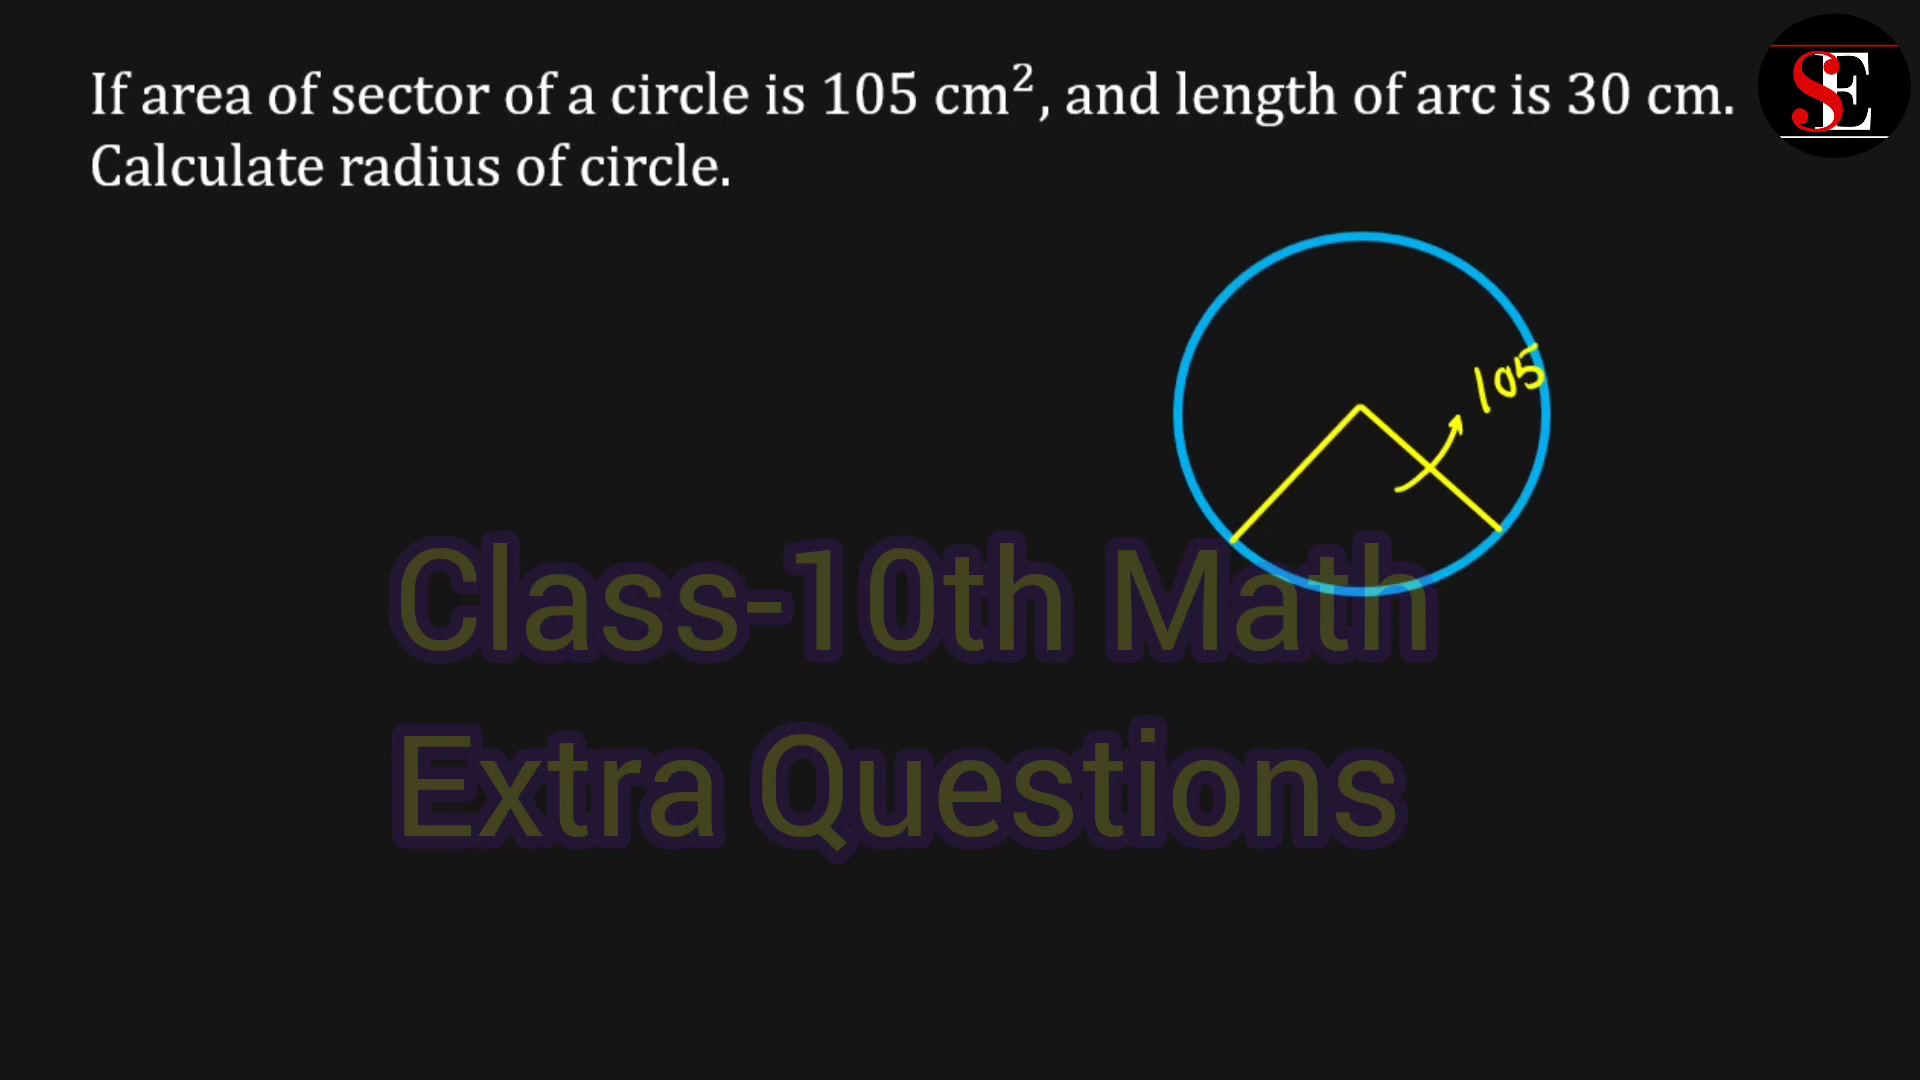 If area of sector of a circle is 105 cm², and length of arc is 30 cm.
Calculate radius of circle.
SE
105
Class-10th Math
Extra Questions